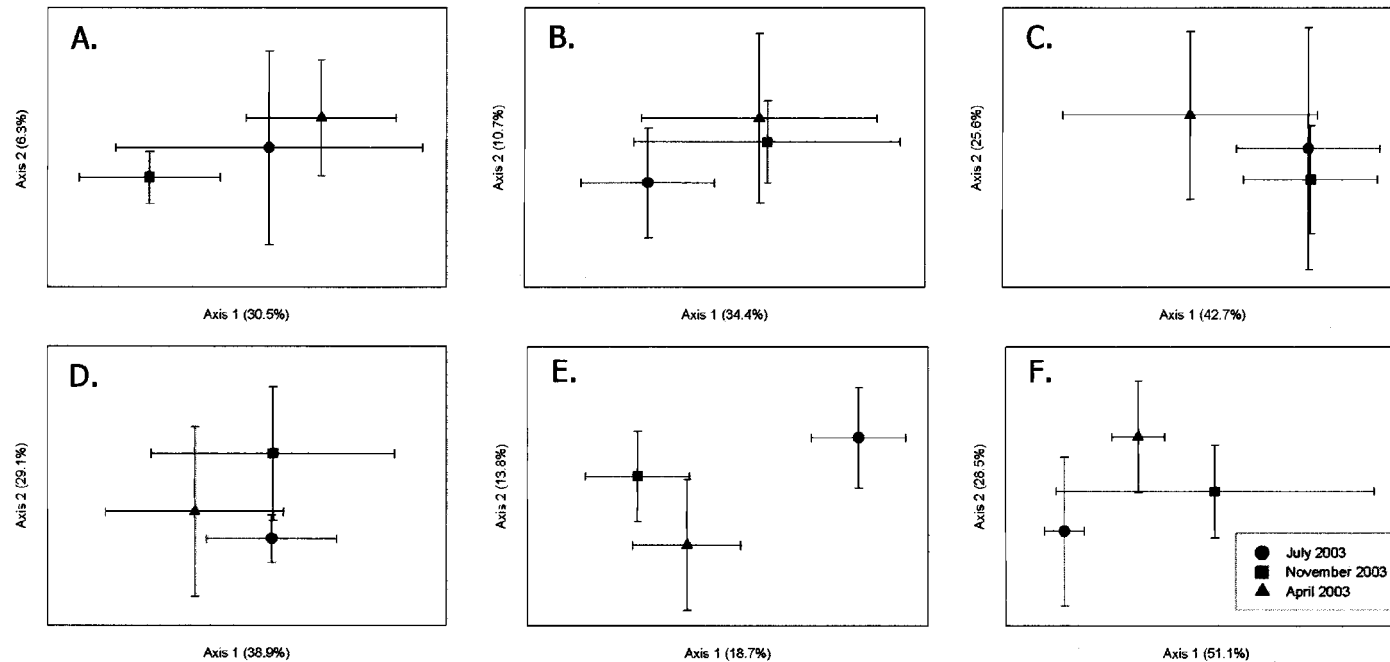 A.
Axis 2 (6.3%)
Axis 1 (30.5%)
B.
Axis 2 (10.7%)
Axis 1 (34.4%)
C.
Axis 2 (25.6%)
Axis 1 (42.7%)
D.
Axis 2 (29.1%)
Axis 1 (38.9%)
E.
Axis 2 (13.8%)
Axis 1 (18.7%)
F.
Axis 2 (28.5%)
Axis 1 (51.1%)
July 2003
November 2003
April 2003